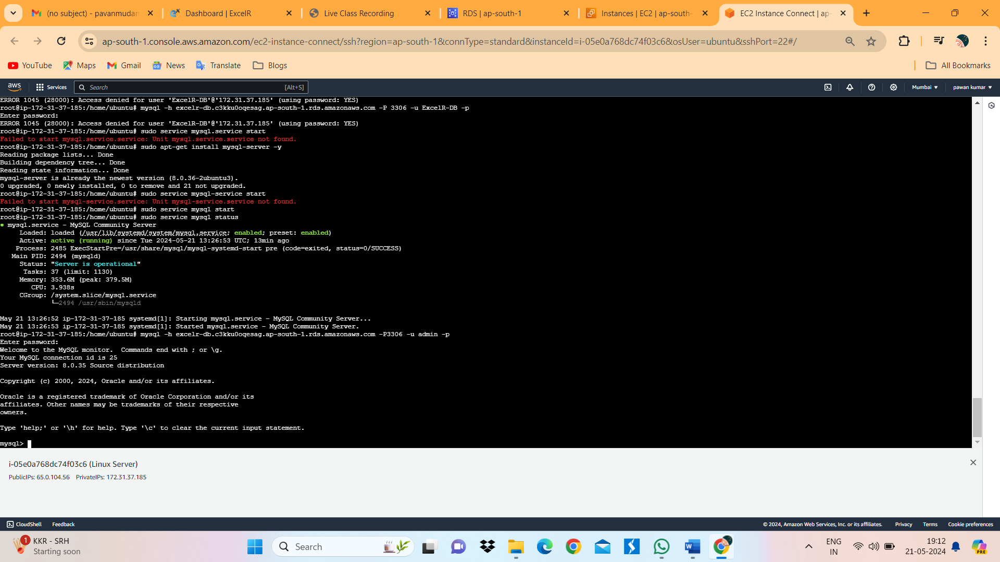 (no subject) - pavanmudan
Dashboard | ExcelR
Live Class Recording
RDS | ap-south-1
Instances | EC2 | ap-south-
EC2 Instance Connect | ap-
ap-south-1.console.aws.amazon.com/ec2-instance-connect/ssh?region=ap-south-1&connType=standard&instanceId=i-05e0a768dc74f03c6&osUser=ubuntu&sshPort=22#/
YouTube Maps Gmail News Translate Blogs All Bookmarks
aws Services Search [Alt+S] Mumbai pawan kumar
ERROR 1045 (28000): Access denied for user 'ExcelR-DB'@'172.31.37.185' (using password: YES)
root@ip-172-31-37-185:/home/ubuntu# mysql -h excelr-db.c3kku0oqesag.ap-south-1.rds.amazonaws.com -P 3306 -u ExcelR-DB -p
Enter password:
ERROR 1045 (28000): Access denied for user 'ExcelR-DB'@'172.31.37.185' (using password: YES)
root@ip-172-31-37-185:/home/ubuntu# sudo service mysql.service start
Failed to start mysql.service.service: Unit mysql.service.service not found.
root@ip-172-31-37-185:/home/ubuntu# sudo apt-get install mysql-server -y
Reading package lists... Done
Building dependency tree... Done
Reading state information... Done
mysql-server is already the newest version (8.0.36-2ubuntu3).
0 upgraded, 0 newly installed, 0 to remove and 21 not upgraded.
root@ip-172-31-37-185:/home/ubuntu# sudo service mysql-service start
Failed to start mysql-service.service: Unit mysql-service.service not found.
root@ip-172-31-37-185:/home/ubuntu# sudo service mysql start
root@ip-172-31-37-185:/home/ubuntu# sudo service mysql status
● mysql.service - MySQL Community Server
Loaded: loaded (/usr/lib/systemd/system/mysql.service; enabled; preset: enabled)
Active: active (running) since Tue 2024-05-21 13:26:53 UTC; 13min ago
Process: 2485 ExecStartPre=/usr/share/mysql/mysql-systemd-start pre (code=exited, status=0/SUCCESS)
Main PID: 2494 (mysqld)
Status: "Server is operational"
Tasks: 37 (limit: 1130)
Memory: 353.6M (peak: 379.5M)
CPU: 3.938s
CGroup: /system.slice/mysql.service
└─2494 /usr/sbin/mysqld
May 21 13:26:52 ip-172-31-37-185 systemd[1]: Starting mysql.service - MySQL Community Server...
May 21 13:26:53 ip-172-31-37-185 systemd[1]: Started mysql.service - MySQL Community Server.
root@ip-172-31-37-185:/home/ubuntu# mysql -h excelr-db.c3kku0oqesag.ap-south-1.rds.amazonaws.com -P3306 -u admin -p
Enter password:
Welcome to the MySQL monitor.  Commands end with ; or \g.
Your MySQL connection id is 25
Server version: 8.0.35 Source distribution
Copyright (c) 2000, 2024, Oracle and/or its affiliates.
Oracle is a registered trademark of Oracle Corporation and/or its
affiliates. Other names may be trademarks of their respective
owners.
Type 'help;' or '\h' for help. Type '\c' to clear the current input statement.
mysql>
i-05e0a768dc74f03c6 (Linux Server)
PublicIPs: 65.0.104.56 PrivateIPs: 172.31.37.185
CloudShell Feedback © 2024, Amazon Web Services, Inc. or its affiliates. Privacy Terms Cookie preferences
1 KKR - SRH
Starting soon
Search
ENG
IN
19:12
21-05-2024
PRE